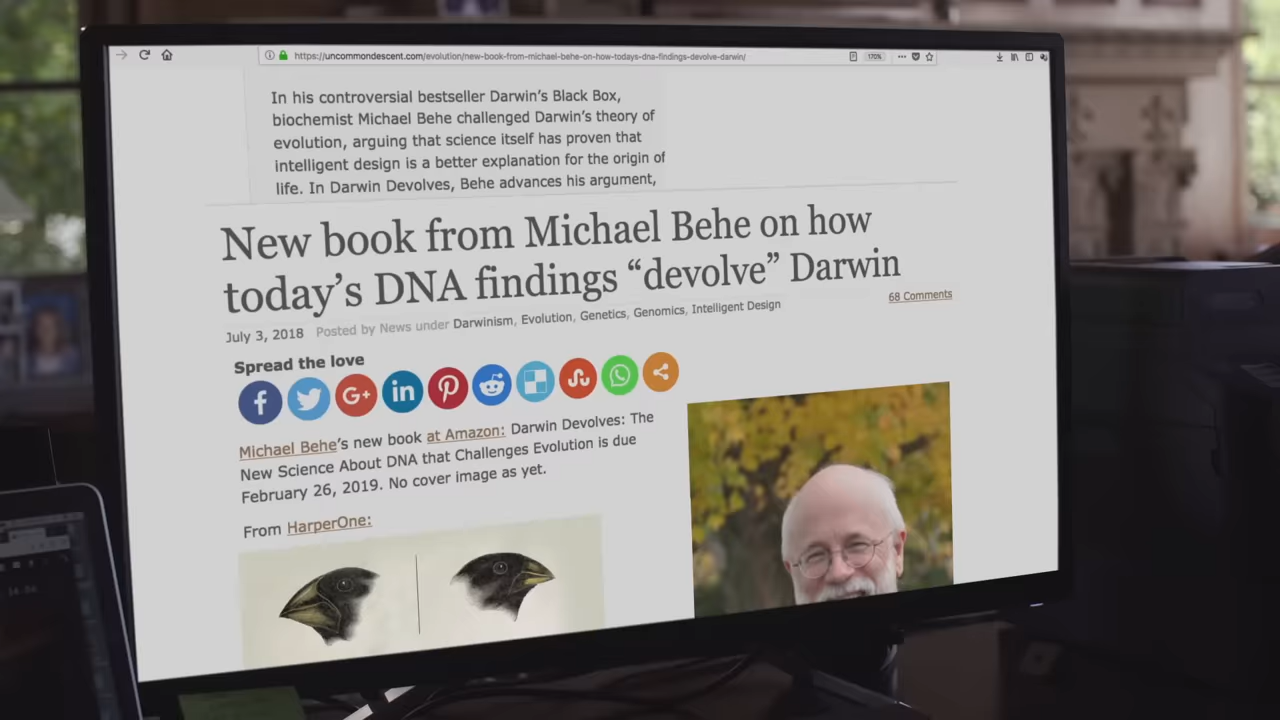 https://uncommondescent.com/evolution/new-book-from-michael-behe-on-how-todays-dna-findings-devolve-darwin/
170%
In his controversial bestseller Darwin's Black Box,
biochemist Michael Behe challenged Darwin's theory of
evolution, arguing that science itself has proven that
intelligent design is a better explanation for the origin of
life. In Darwin Devolves, Behe advances his argument,
New book from Michael Behe on how
today's DNA findings “devolve” Darwin
July 3, 2018 Posted by News under Darwinism, Evolution, Genetics, Genomics, Intelligent Design
68 Comments
Spread the love
Michael Behe's new book at Amazon: Darwin Devolves: The
New Science About DNA that Challenges Evolution is due
February 26, 2019. No cover image as yet.
From HarperOne: